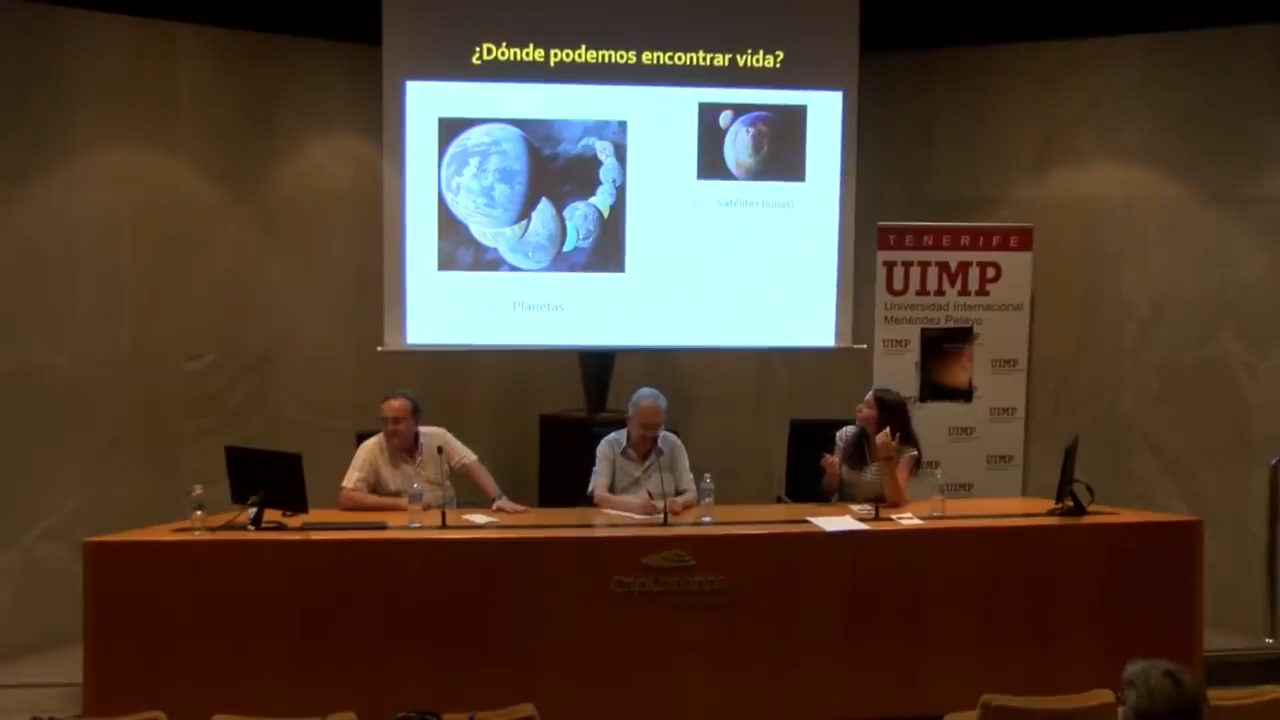 ¿Dónde podemos encontrar vida?
Satélites (lunas)
Planetas
TENERIFE
UIMP
Universidad Internacional
Menéndez Pelayo
UIMP
UIMP
UIMP
UIMP
UIMP
UIMP
CajaCanarias